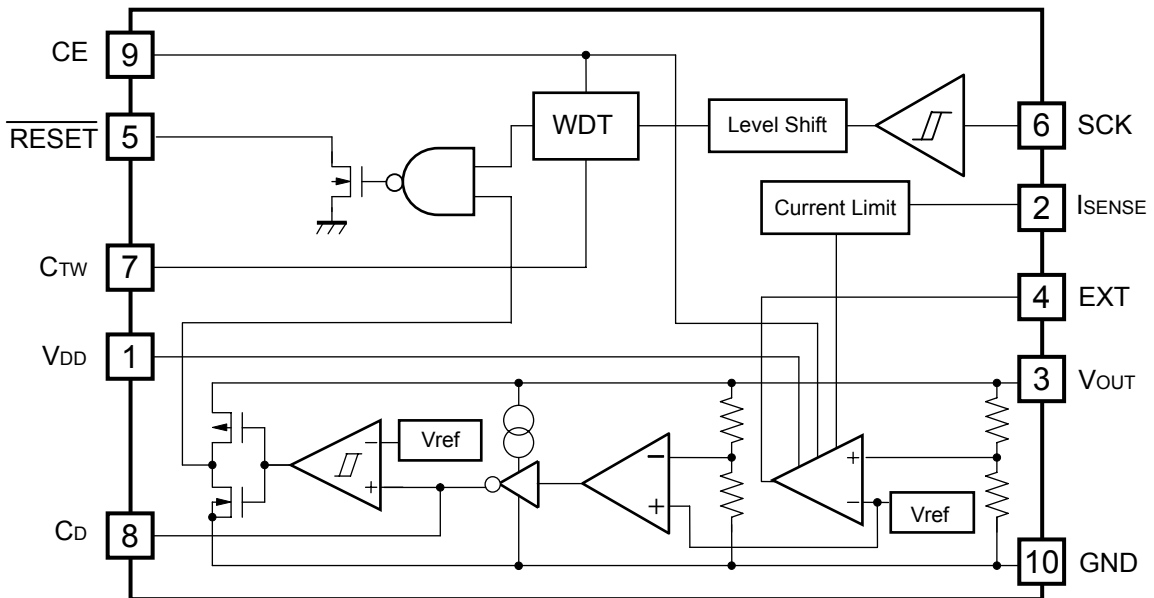 CE
9
RESET
5
CTW
7
VDD
1
CD
8
WDT
Level Shift
6
SCK
Current Limit
2
ISENSE
4
EXT
3
VOUT
10
GND
Vref
−
+
−
+
+
−
Vref